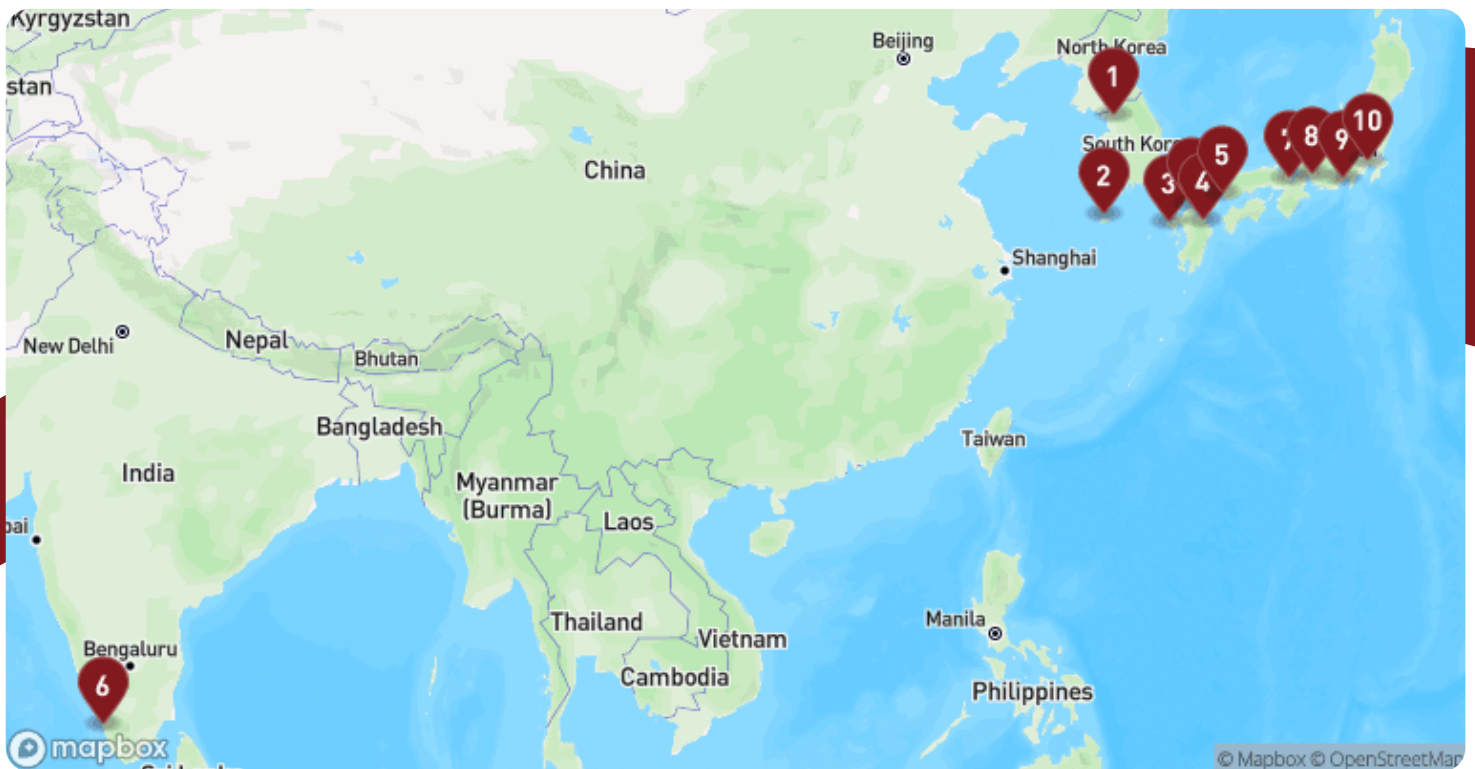 Kyrgyzstan
stan
Beijing
North Korea
1
China
South Kor
2
3
4
5
8
9
10
Shanghai
New Delhi
Nepal
Bhutan
Bangladesh
Taiwan
India
Myanmar
(Burma)
Laos
bai
Thailand
Vietnam
Manila
Bengaluru
Cambodia
Philippines
6
mapbox
© Mapbox © OpenStreetMap